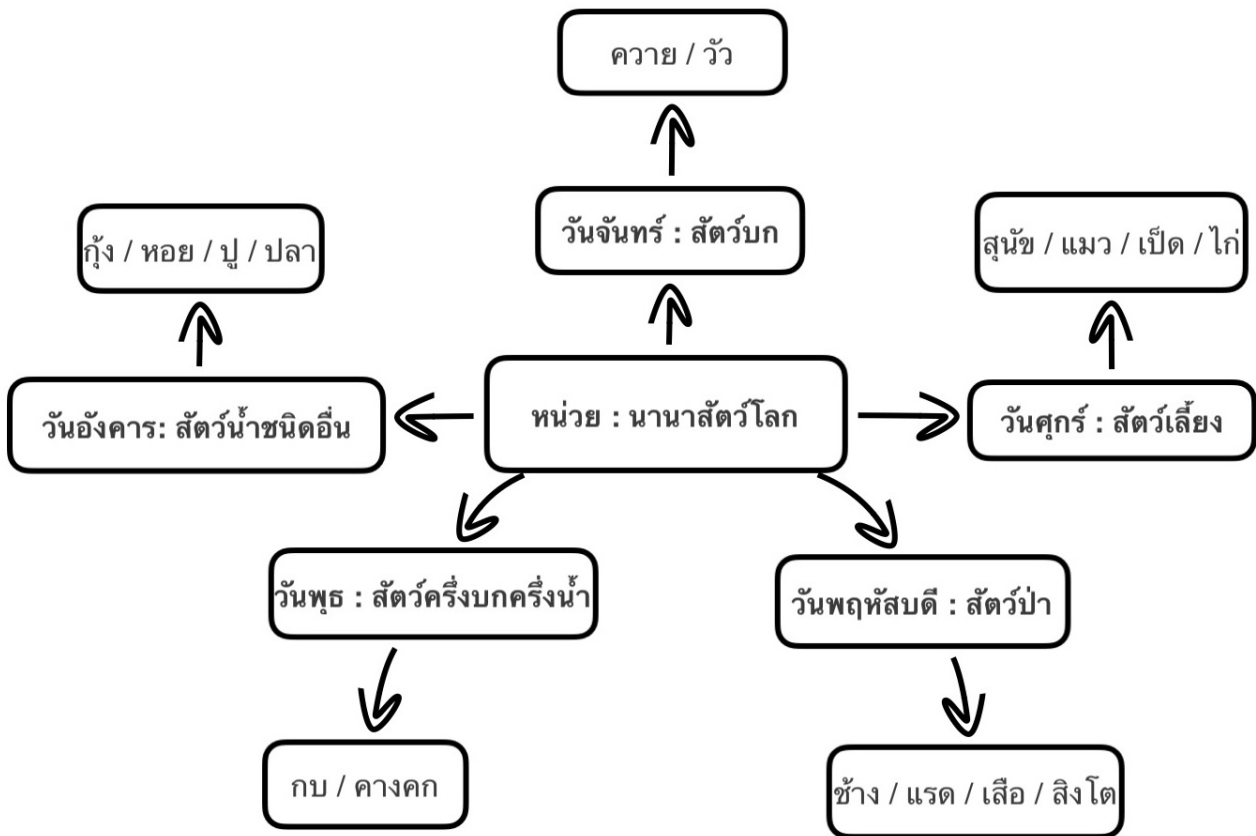 ควาย / วัว
วันจันทร์ : สัตว์บก
กุ้ง / หอย / ปู / ปลา
สุนัข / แมว / เป็ด / ไก่
วันอังคาร: สัตว์น้ำชนิดอื่น
หน่วย : นานาสัตว์โลก
วันศุกร์ : สัตว์เลี้ยง
วันพุธ : สัตว์ครึ่งบกครึ่งน้ำ
วันพฤหัสบดี : สัตว์ป่า
กบ / คางคก
ช้าง / แรด / เสือ / สิงโต